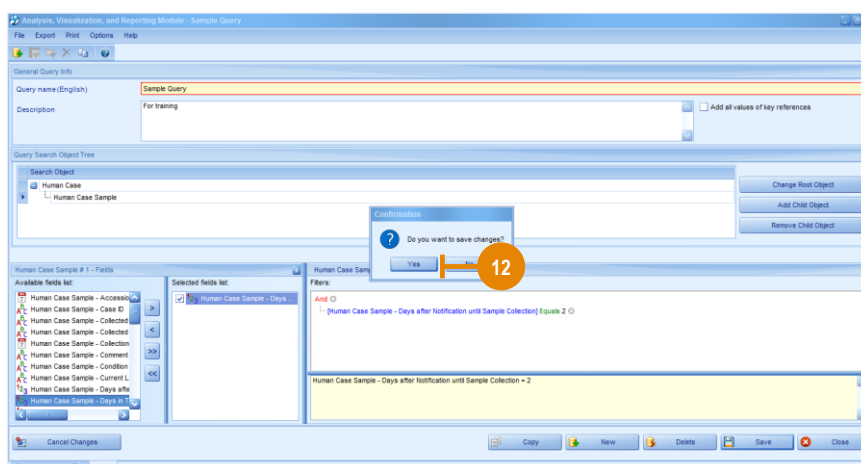 Analysis, Visualization, and Reporting Module - Sample Query
File Export Print Options Help
General Query Info
Query name (English) Sample Query
Description For training
Add all values of key references
Query Search Object Tree
Search Object
Human Case
Human Case Sample
Change Root Object
Add Child Object
Remove Child Object
Confirmation
Do you want to save changes?
Yes
12
Human Case Sample # 1 - Fields
Available fields list:
Human Case Sample - Accessio
Human Case Sample - Case ID
Human Case Sample - Collected
Human Case Sample - Collected
Human Case Sample - Collection
Human Case Sample - Comment
Human Case Sample - Condition
Human Case Sample - Current L
Human Case Sample - Days afte
Human Case Sample - Days in T
> < >> <<
Selected fields list:
Human Case Sample - Days ...
Human Case Sam
Filters:
And
[Human Case Sample - Days after Notification until Sample Collection] Equals 2
Human Case Sample - Days after Notification until Sample Collection = 2
Cancel Changes
Copy New Delete Save Close